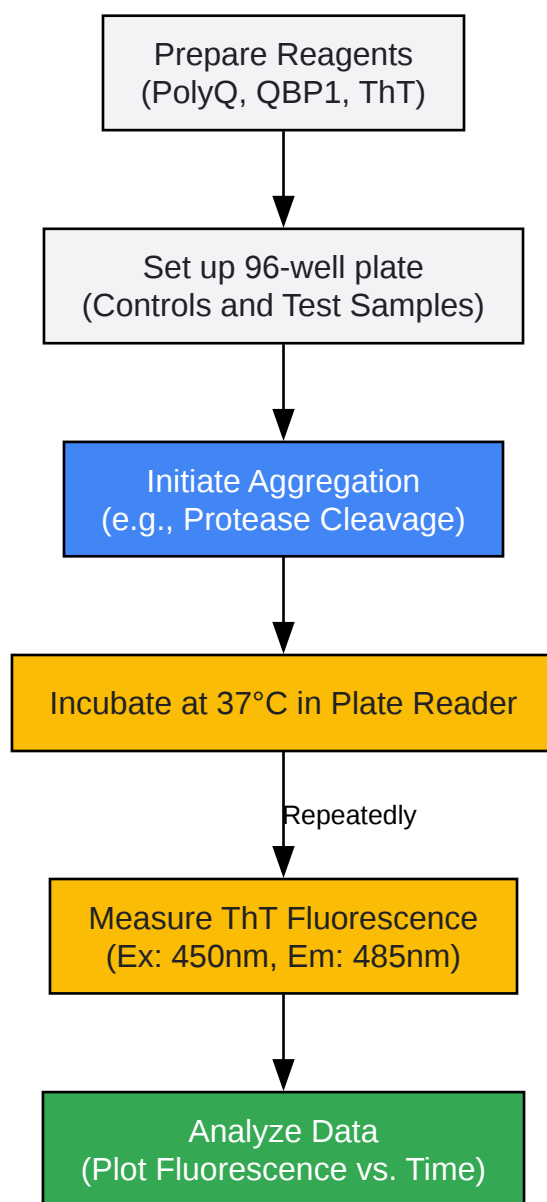 Prepare Reagents
(PolyQ, QBP1, ThT)
Set up 96-well plate
(Controls and Test Samples)
Initiate Aggregation
(e.g., Protease Cleavage)
Incubate at 37°C in Plate Reader
Repeatedly
Measure ThT Fluorescence
(Ex: 450nm, Em: 485nm)
Analyze Data
(Plot Fluorescence vs. Time)